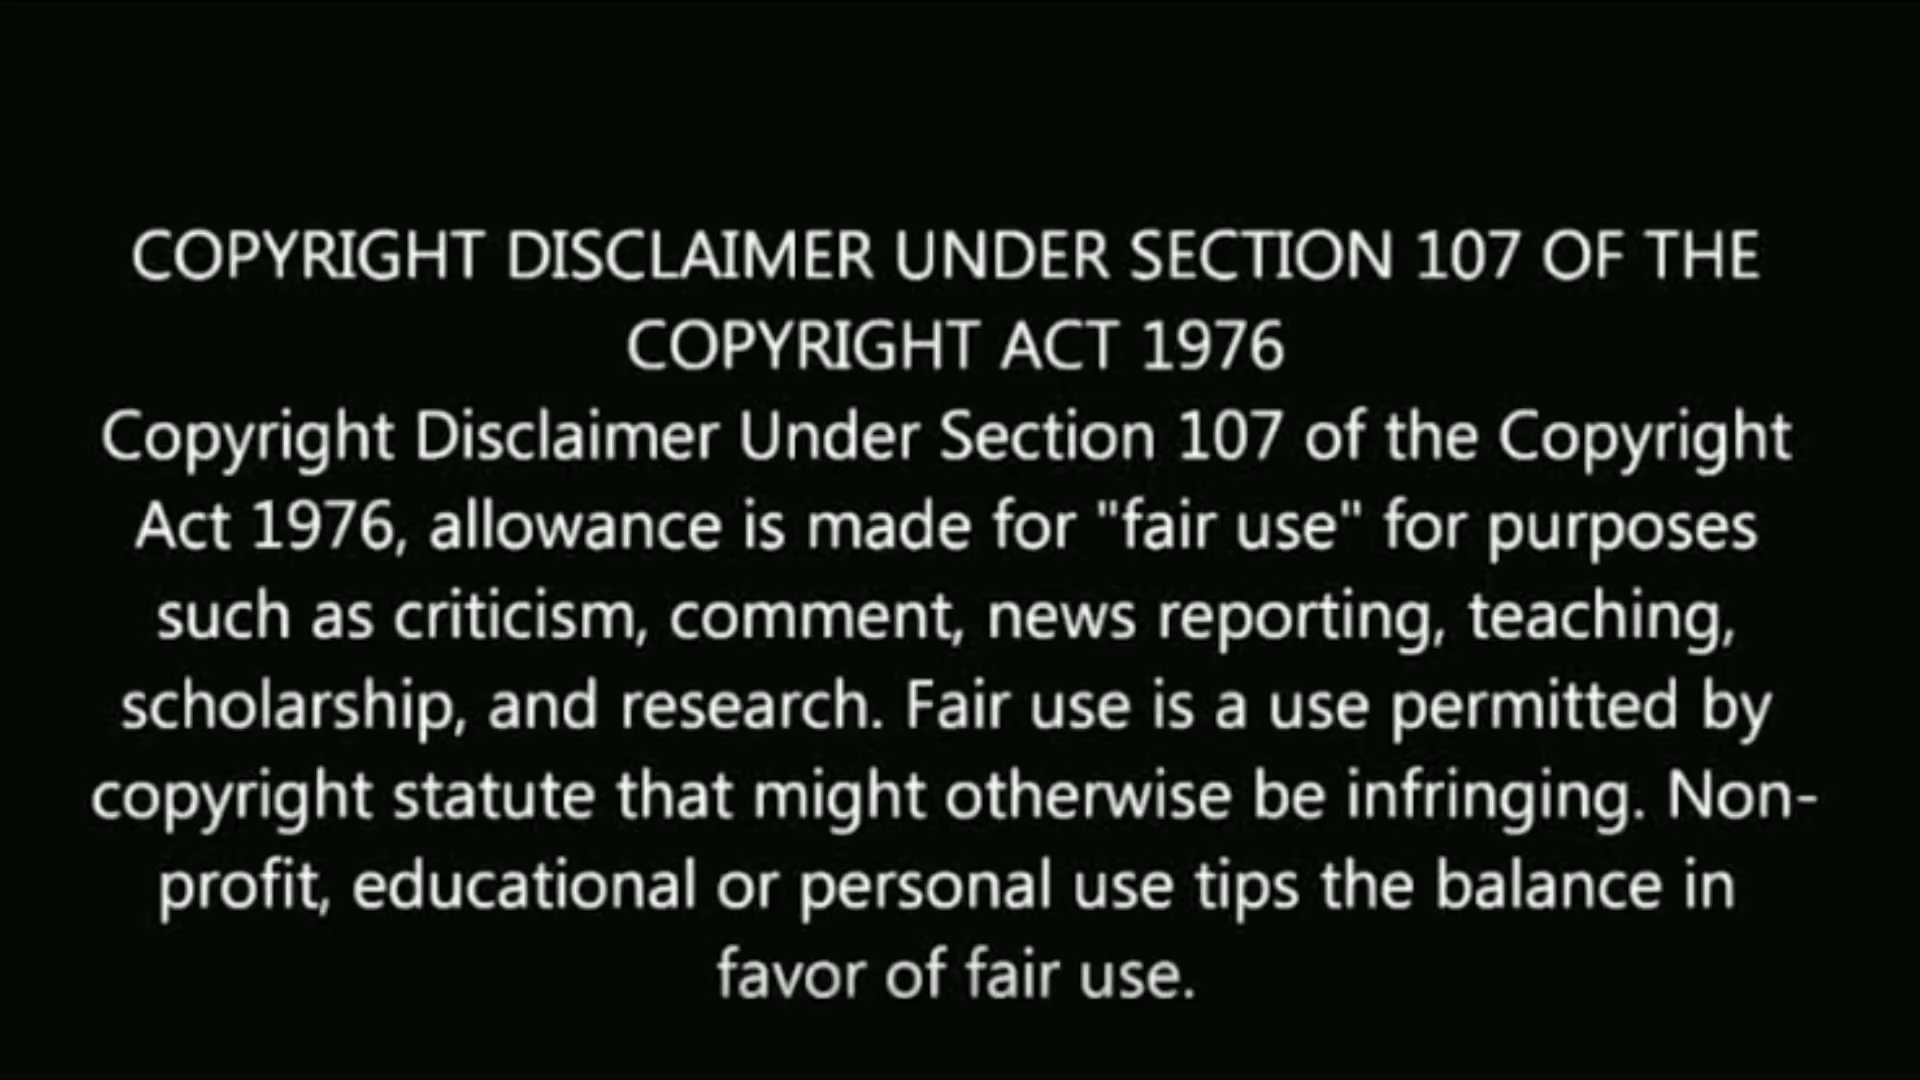 COPYRIGHT DISCLAIMER UNDER SECTION 107 OF THE
COPYRIGHT ACT 1976
Copyright Disclaimer Under Section 107 of the Copyright
Act 1976, allowance is made for "fair use" for purposes
such as criticism, comment, news reporting, teaching,
scholarship, and research. Fair use is a use permitted by
copyright statute that might otherwise be infringing. Non-
profit, educational or personal use tips the balance in
favor of fair use.